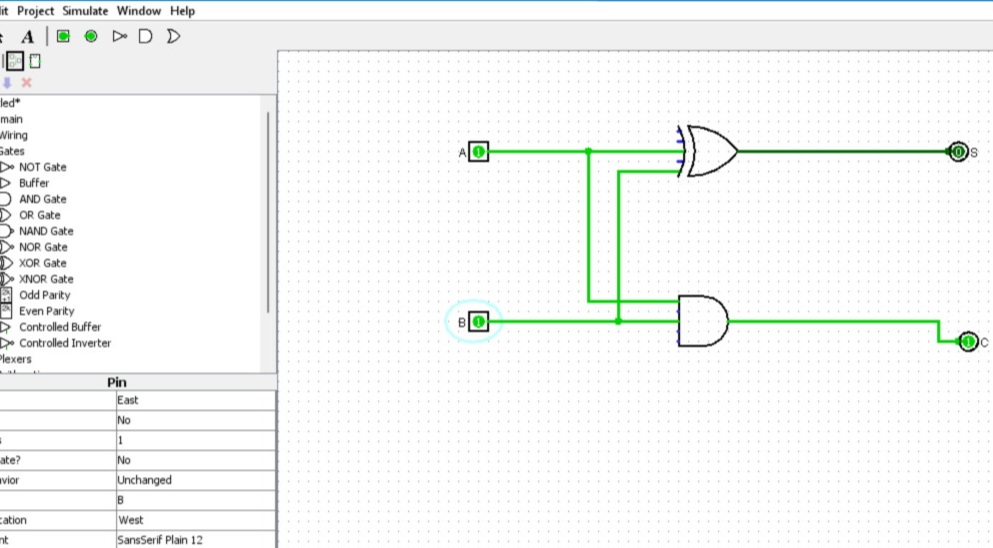 it Project Simulate Window Help
A
led*
main
Wiring
Gates
NOT Gate
Buffer
AND Gate
OR Gate
NAND Gate
NOR Gate
XOR Gate
XNOR Gate
Odd Parity
Even Parity
Controlled Buffer
Controlled Inverter
Plexers
A 1
0 S
B 1
1 C
Pin
East
No
s 1
ate? No
vior Unchanged
B
cation West
nt SansSerif Plain 12